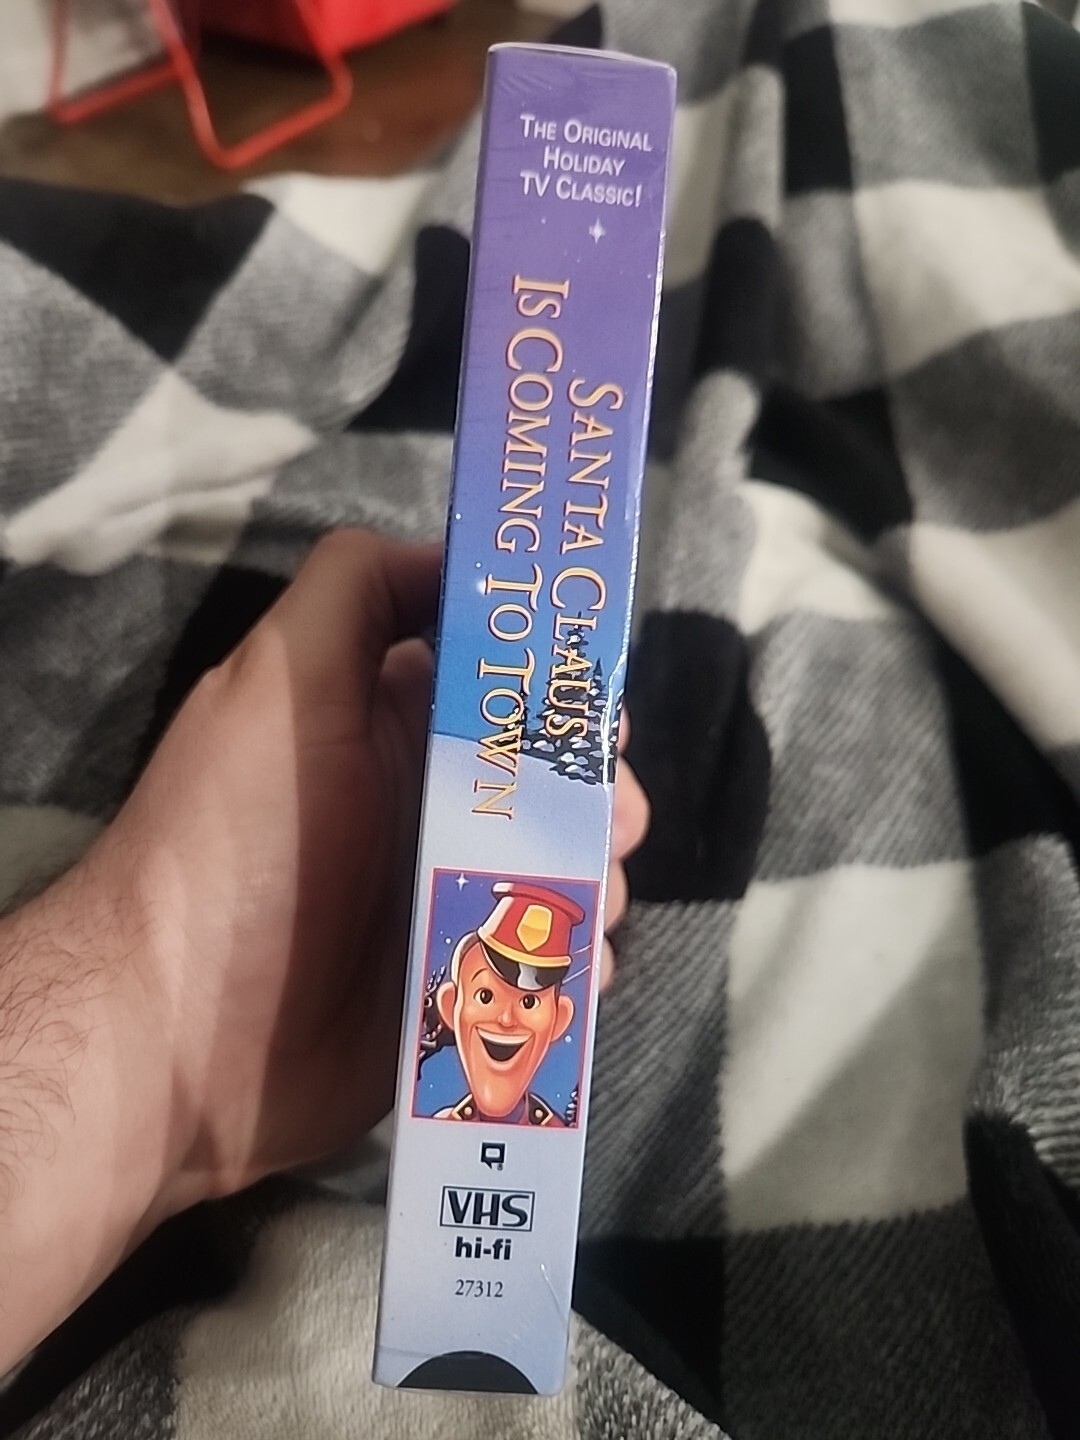 THE ORIGINAL
HOLIDAY
TV CLASSIC!
SANTA CLAUS
IS COMING TO TOWN
VHS
hi-fi
27312